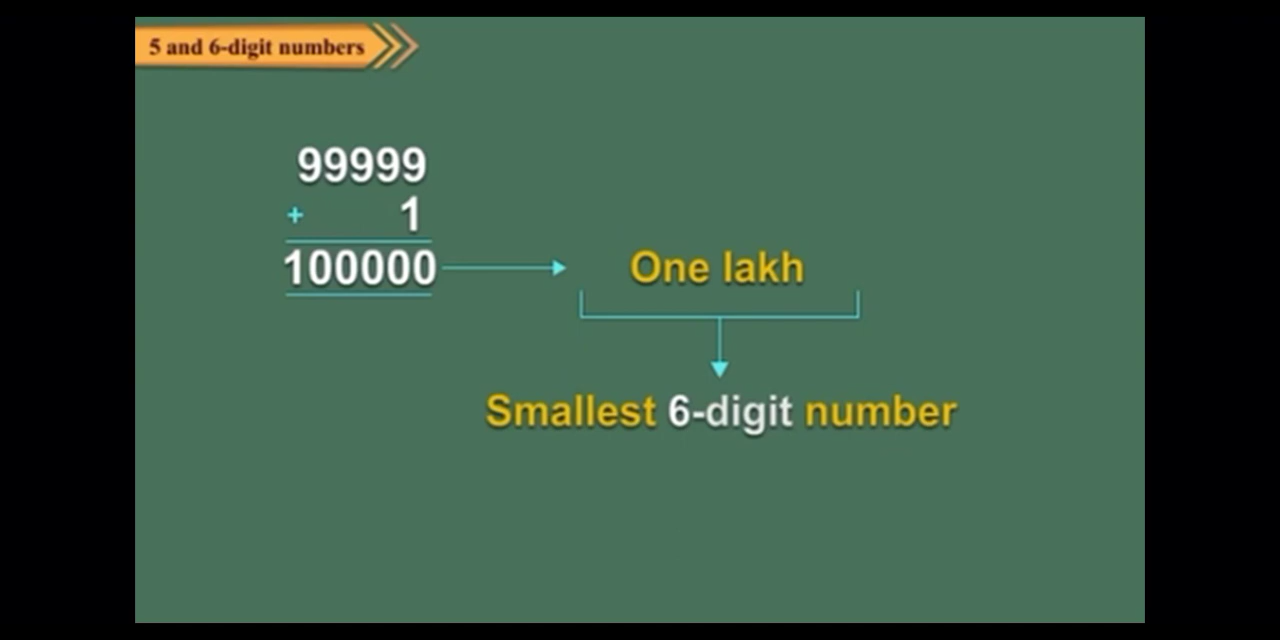 5 and 6-digit numbers
99999
+ 1
100000
One lakh
Smallest 6-digit number